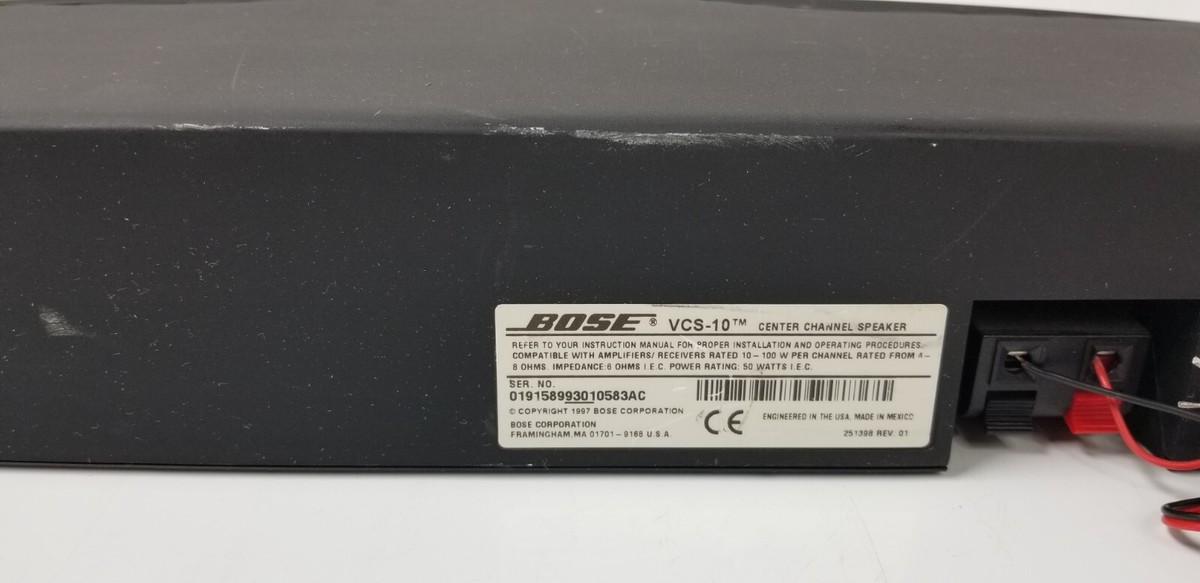 BOSE® VCS-10™ CENTER CHANNEL SPEAKER
REFER TO YOUR INSTRUCTION MANUAL FOR PROPER INSTALLATION AND OPERATING PROCEDURES.
COMPATIBLE WITH AMPLIFIERS/ RECEIVERS RATED 10 – 100 W PER CHANNEL RATED FROM 4–
8 OHMS. IMPEDANCE:6 OHMS I.E.C. POWER RATING: 50 WATTS I.E.C.
SER. NO.
019158993010583AC
© COPYRIGHT 1997 BOSE CORPORATION
BOSE CORPORATION
FRAMINGHAM,MA 01701 – 9168 U.S.A
CE
ENGINEERED IN THE USA, MADE IN MEXICO
251398 REV. 01